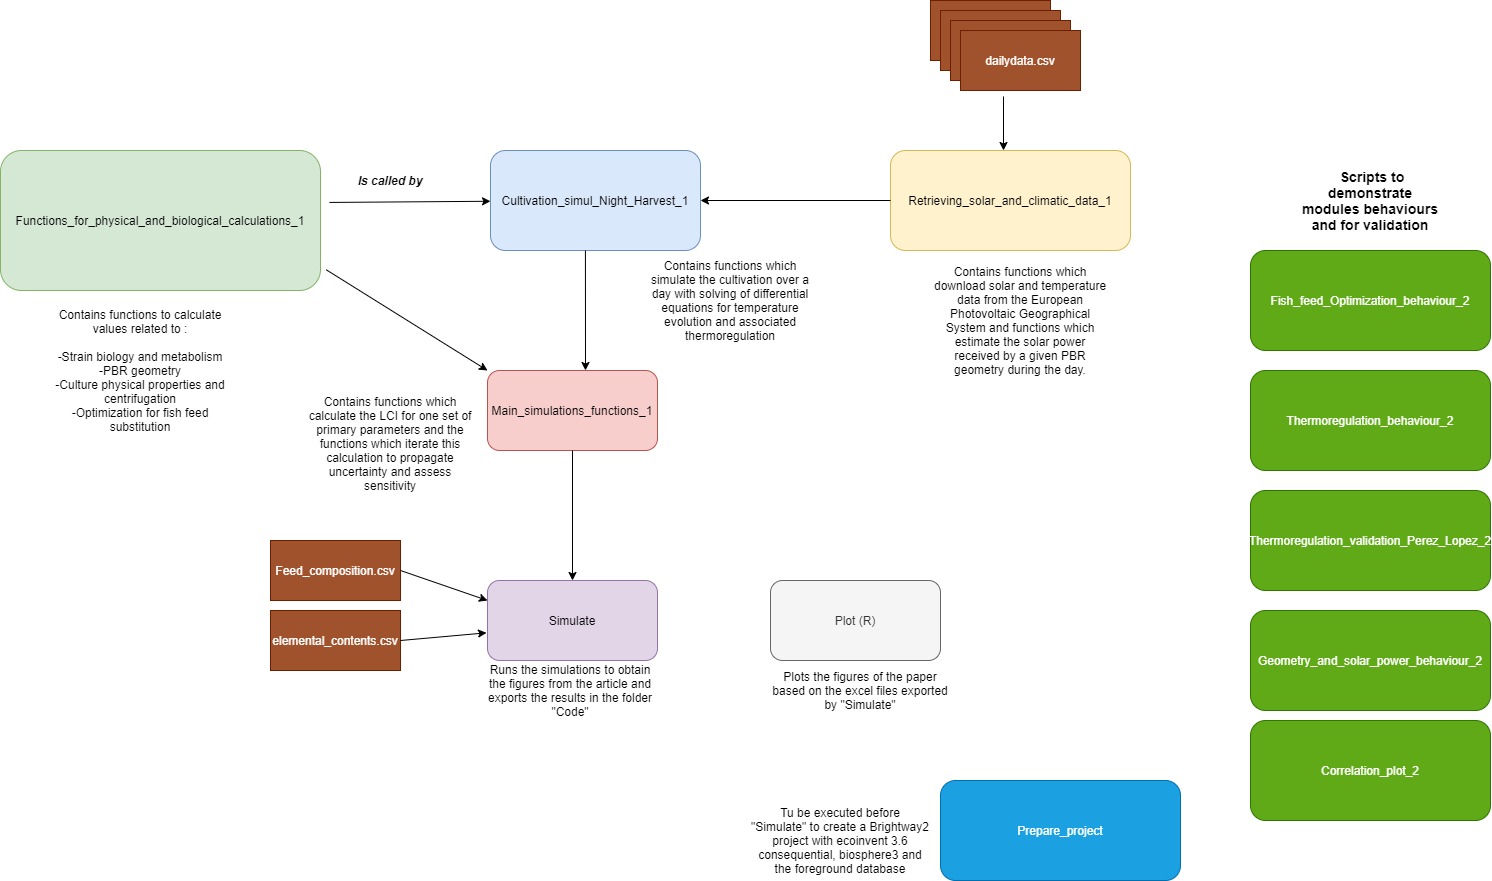 dailydata.csv
Is called by
Functions_for_physical_and_biological_calculations_1
Cultivation_simul_Night_Harvest_1
Retrieving_solar_and_climatic_data_1
Scripts to
demonstrate
modules behaviours
and for validation
Contains functions to calculate
values related to :
-Strain biology and metabolism
-PBR geometry
-Culture physical properties and
centrifugation
-Optimization for fish feed
substitution
Contains functions which
simulate the cultivation over a
day with solving of differential
equations for temperature
evolution and associated
thermoregulation
Contains functions which
download solar and temperature
data from the European
Photovoltaic Geographical
System and functions which
estimate the solar power
received by a given PBR
geometry during the day.
Fish_feed_Optimization_behaviour_2
Contains functions which
calculate the LCI for one set of
primary parameters and the
functions which iterate this
calculation to propagate
uncertainty and assess
sensitivity
Main_simulations_functions_1
Thermoregulation_behaviour_2
Thermoregulation_validation_Perez_Lopez_2
Feed_composition.csv
elemental_contents.csv
Simulate
Runs the simulations to obtain
the figures from the article and
exports the results in the folder
"Code"
Plot (R)
Plots the figures of the paper
based on the excel files exported
by "Simulate"
Geometry_and_solar_power_behaviour_2
Correlation_plot_2
Tu be executed before
"Simulate" to create a Brightway2
project with ecoinvent 3.6
consequential, biosphere3 and
the foreground database
Prepare_project